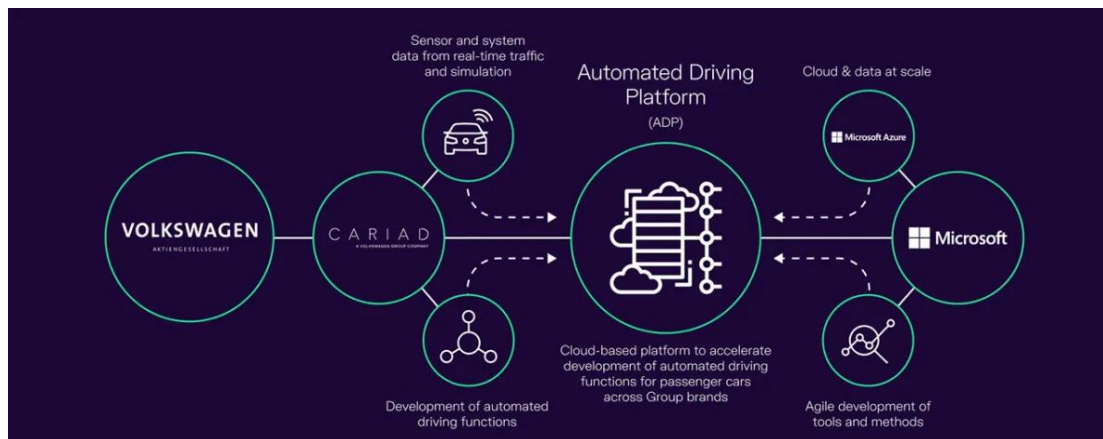 Sensor and system
data from real-time traffic
and simulation
Automated Driving
Platform
(ADP)
Cloud & data at scale
Microsoft Azure
VOLKSWAGEN
AKTIENGESELLSCHAFT
CARIAD
A VOLKSWAGEN GROUP COMPANY
Microsoft
Development of automated
driving functions
Cloud-based platform to accelerate
development of automated driving
functions for passenger cars
across Group brands
Agile development of
tools and methods